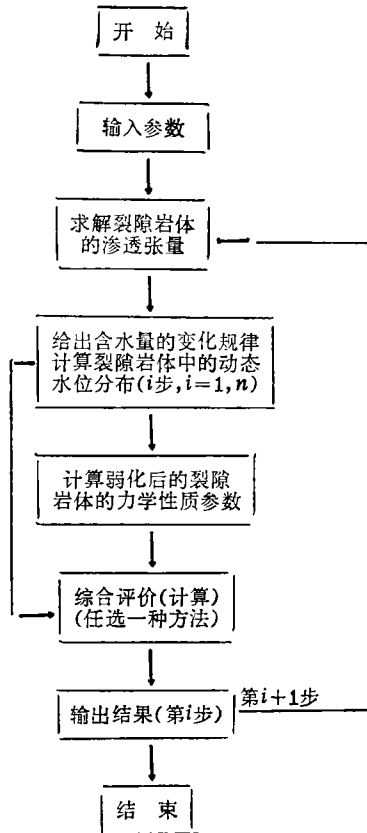 开 始
输入参数
求解裂隙岩体
的渗透张量
给出含水量的变化规律
计算裂隙岩体中的动态
水位分布(i步,i=1,n)
计算弱化后的裂隙
岩体的力学性质参数
综合评价(计算)
(任选一种方法)
输出结果(第i步)
第i+1步
结 束